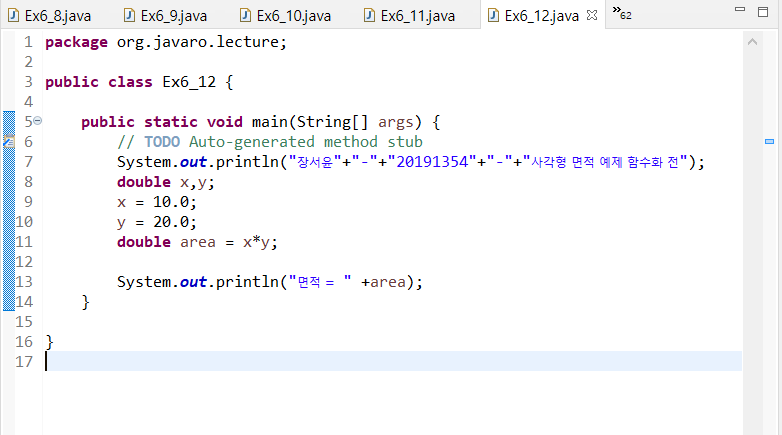 Ex6_8.java Ex6_9.java Ex6_10.java Ex6_11.java Ex6_12.java »62
1 package org.javaro.lecture;
2
3 public class Ex6_12 {
4
5 public static void main(String[] args) {
6 // TODO Auto-generated method stub
7 System.out.println("장서윤"+"-"+"20191354"+"-"+"사각형 면적 예제 함수화 전");
8 double x,y;
9 x = 10.0;
10 y = 20.0;
11 double area = x*y;
12
13 System.out.println("면적 = " +area);
14 }
15
16 }
17